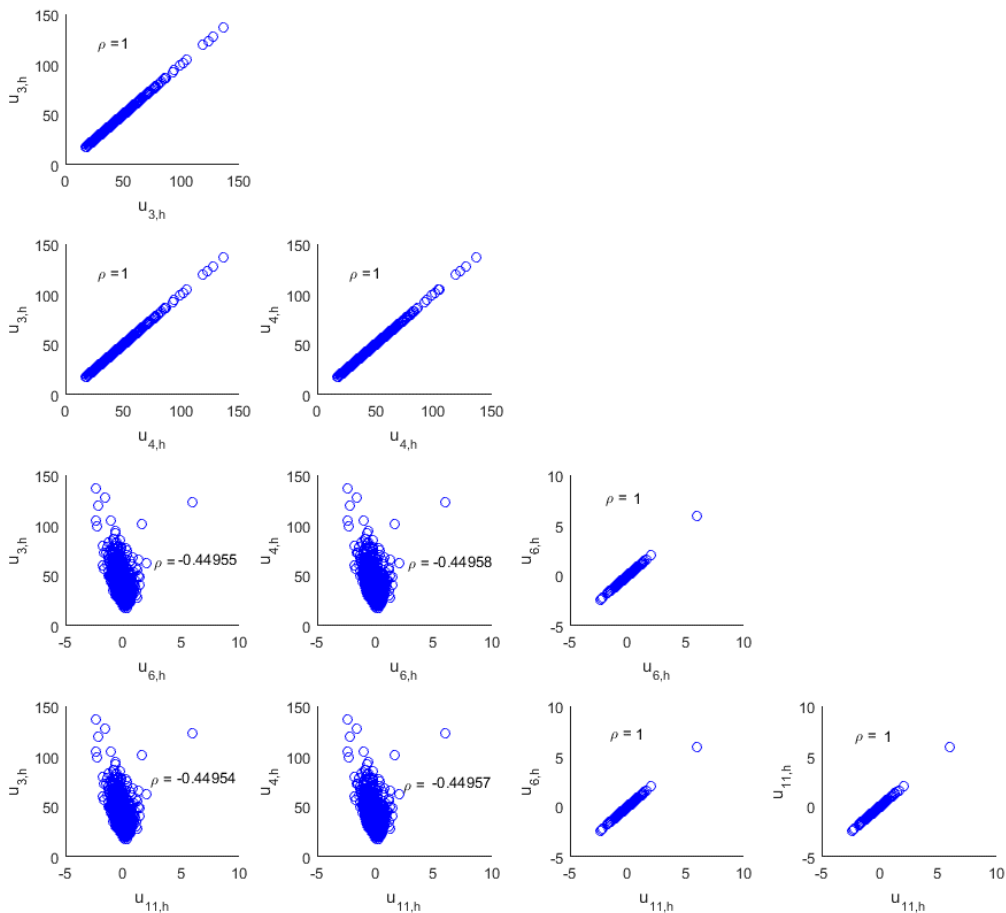 150
ρ = 1
100
u3,h
50
0
0 50 100 150
u3,h
150 150
ρ = 1 ρ = 1
100 100
u3,h u4,h
50 50
0 0
0 50 100 150 0 50 100 150
u4,h u4,h
150 150 10
ρ = 1
100 100 5
u3,h u4,h u6,h
ρ = -0.44955 ρ = -0.44958
50 50 0
0 0 -5
-5 0 5 10 -5 0 5 10 -5 0 5 10
u6,h u6,h u6,h
150 150 10 10
ρ = 1 ρ = 1
100 100 5 5
u3,h u4,h u6,h u11,h
ρ = -0.44954 ρ = -0.44957
50 50 0 0
0 0 -5 -5
-5 0 5 10 -5 0 5 10 -5 0 5 10 -5 0 5 10
u11,h u11,h u11,h u11,h